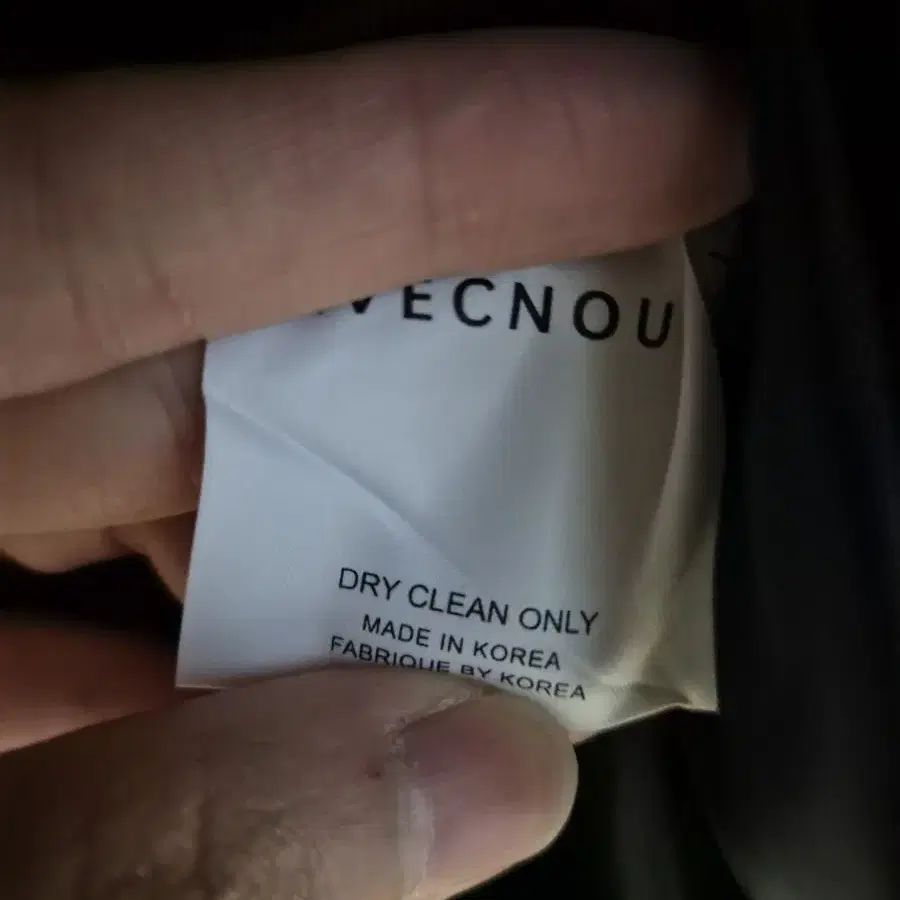 VECNOU
DRY CLEAN ONLY
MADE IN KOREA
FABRIQUE BY KOREA